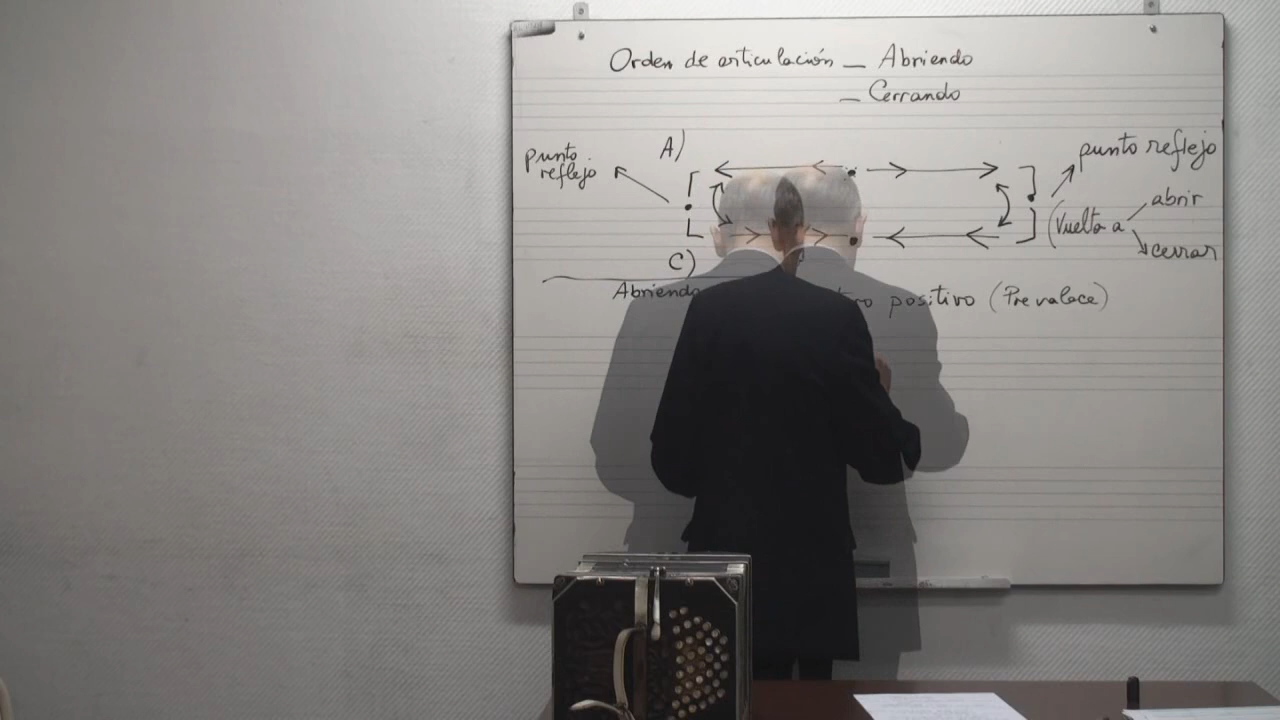 Orden de articulación — Abriendo
— Cerrando
A)
punto reflejo
punto reflejo
(Vuelta a
abrir
cerrar
C)
Abriendo
positivo (Prevalece)